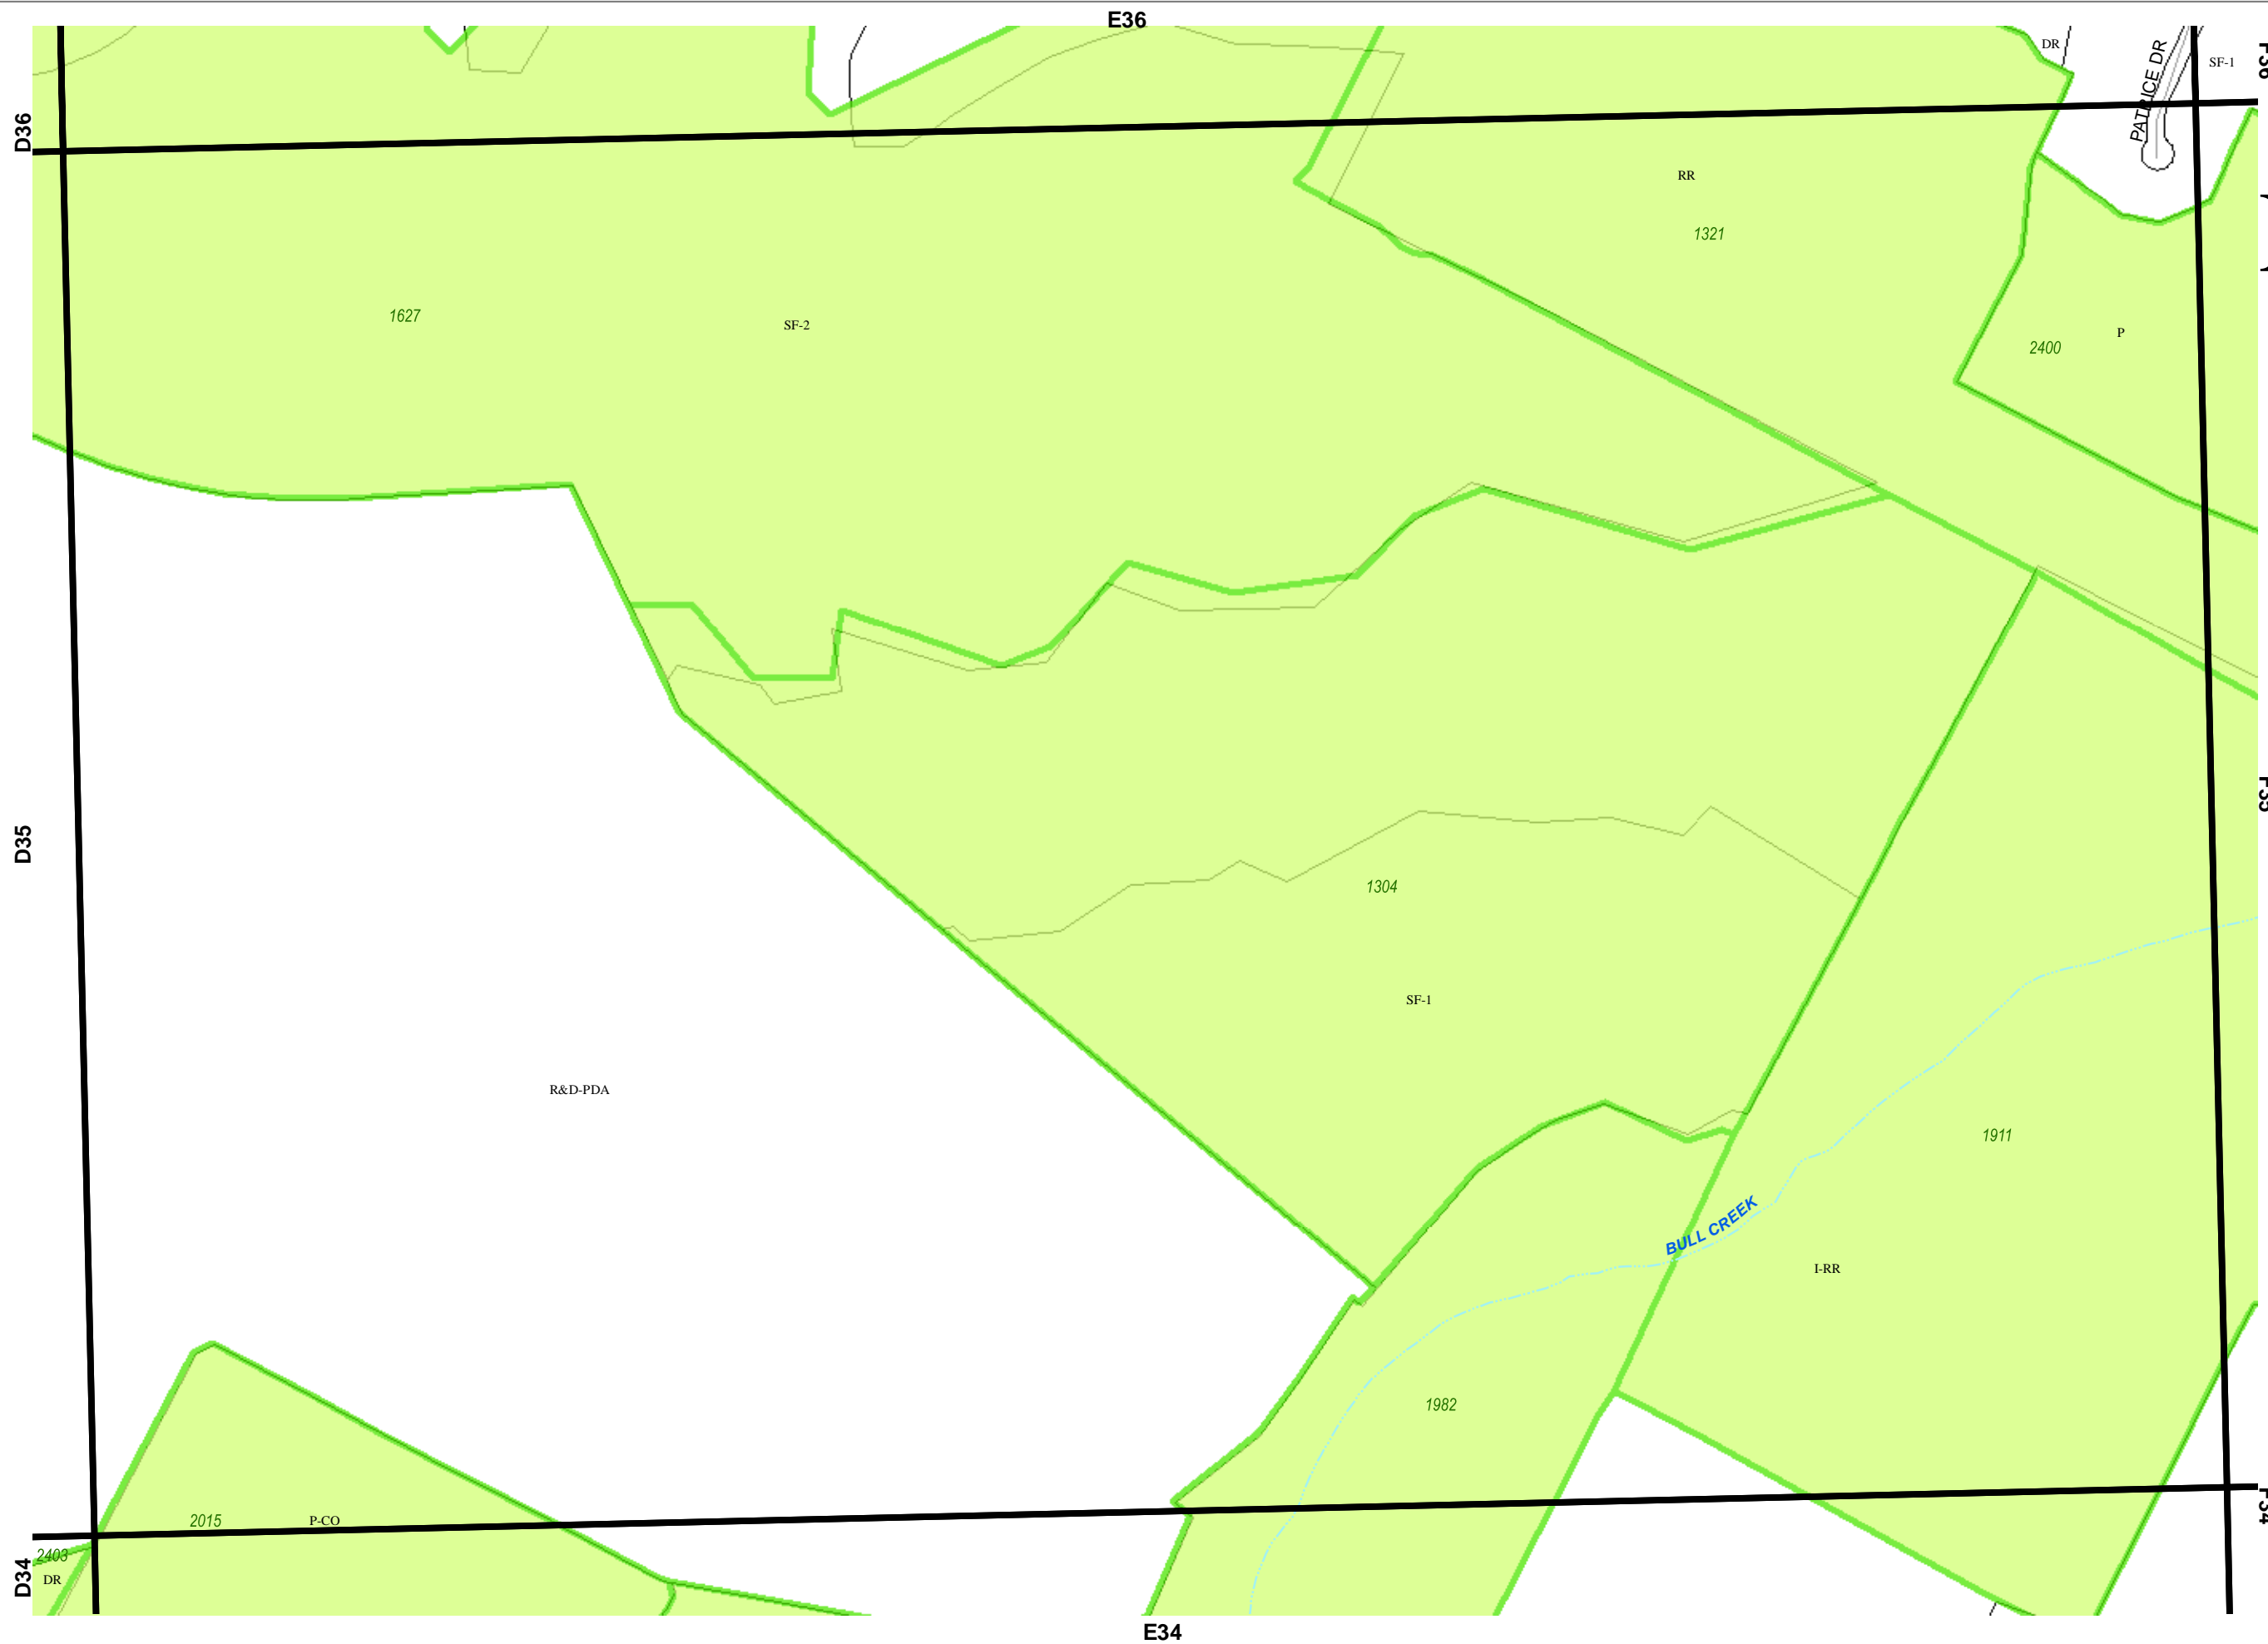 E36
DR
SF-1
PATRICE DR
D36
RR
1321
1627
SF-2
2400
P
D35
1304
SF-1
R&D-PDA
1911
BULL CREEK
I-RR
1982
2015
P-CO
2403
D34
DR
E34